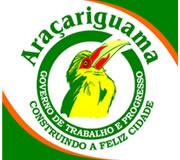 Araçariguama
GOVERNO DE TRABALHO E PROGRESSO
CONSTRUINDO A FELIZ CIDADE